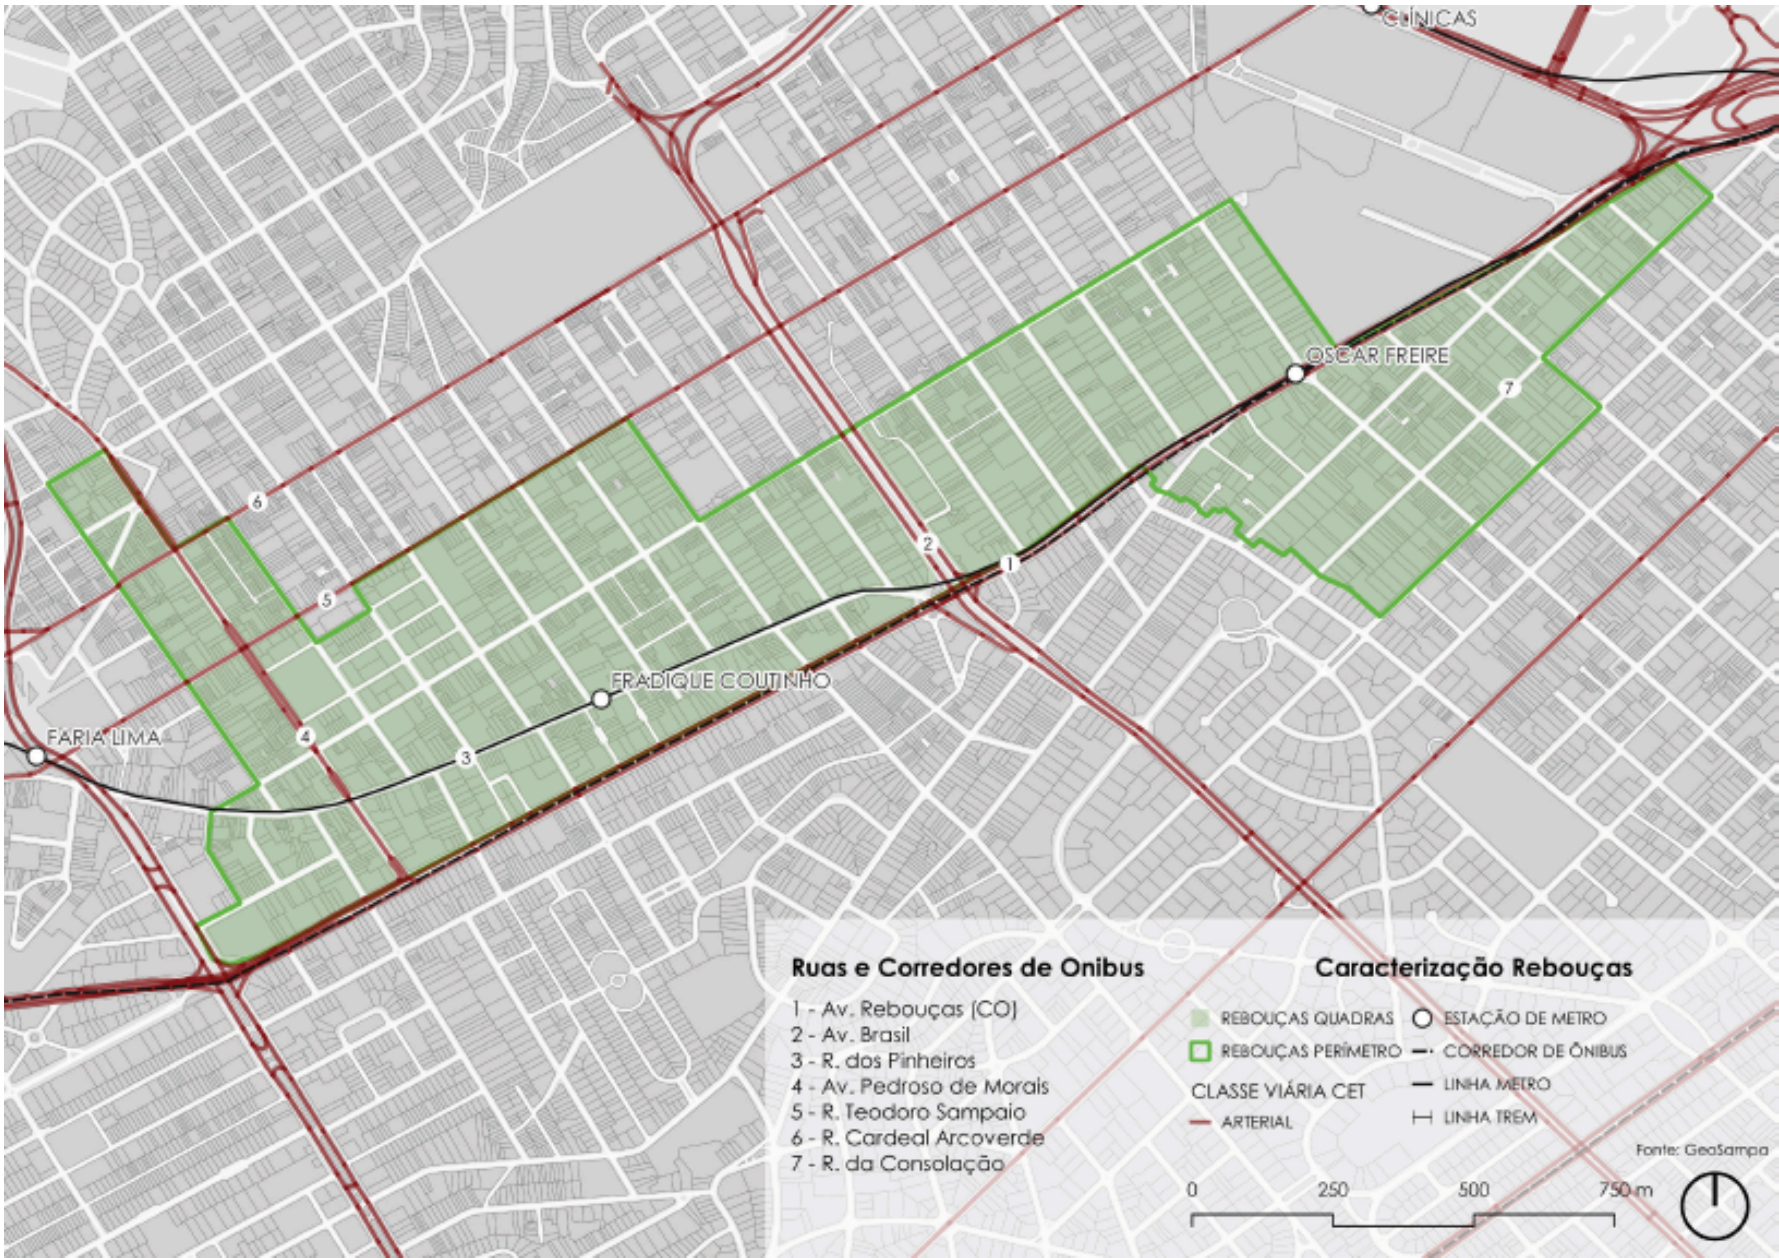 CLÍNICAS
OSCAR FREIRE
7
6
2
1
5
FRADIQUE COUTINHO
4
FARIA LIMA
3
Ruas e Corredores de Onibus
1 - Av. Rebouças (CO)
2 - Av. Brasil
3 - R. dos Pinheiros
4 - Av. Pedroso de Morais
5 - R. Teodoro Sampaio
6 - R. Cardeal Arcoverde
7 - R. da Consolação
Caracterização Rebouças
REBOUÇAS QUADRAS
REBOUÇAS PERÍMETRO
CLASSE VIÁRIA CET
ARTERIAL
ESTAÇÃO DE METRO
CORREDOR DE ÔNIBUS
LINHA METRO
LINHA TREM
Fonte: GeoSampa
0 250 500 750 m